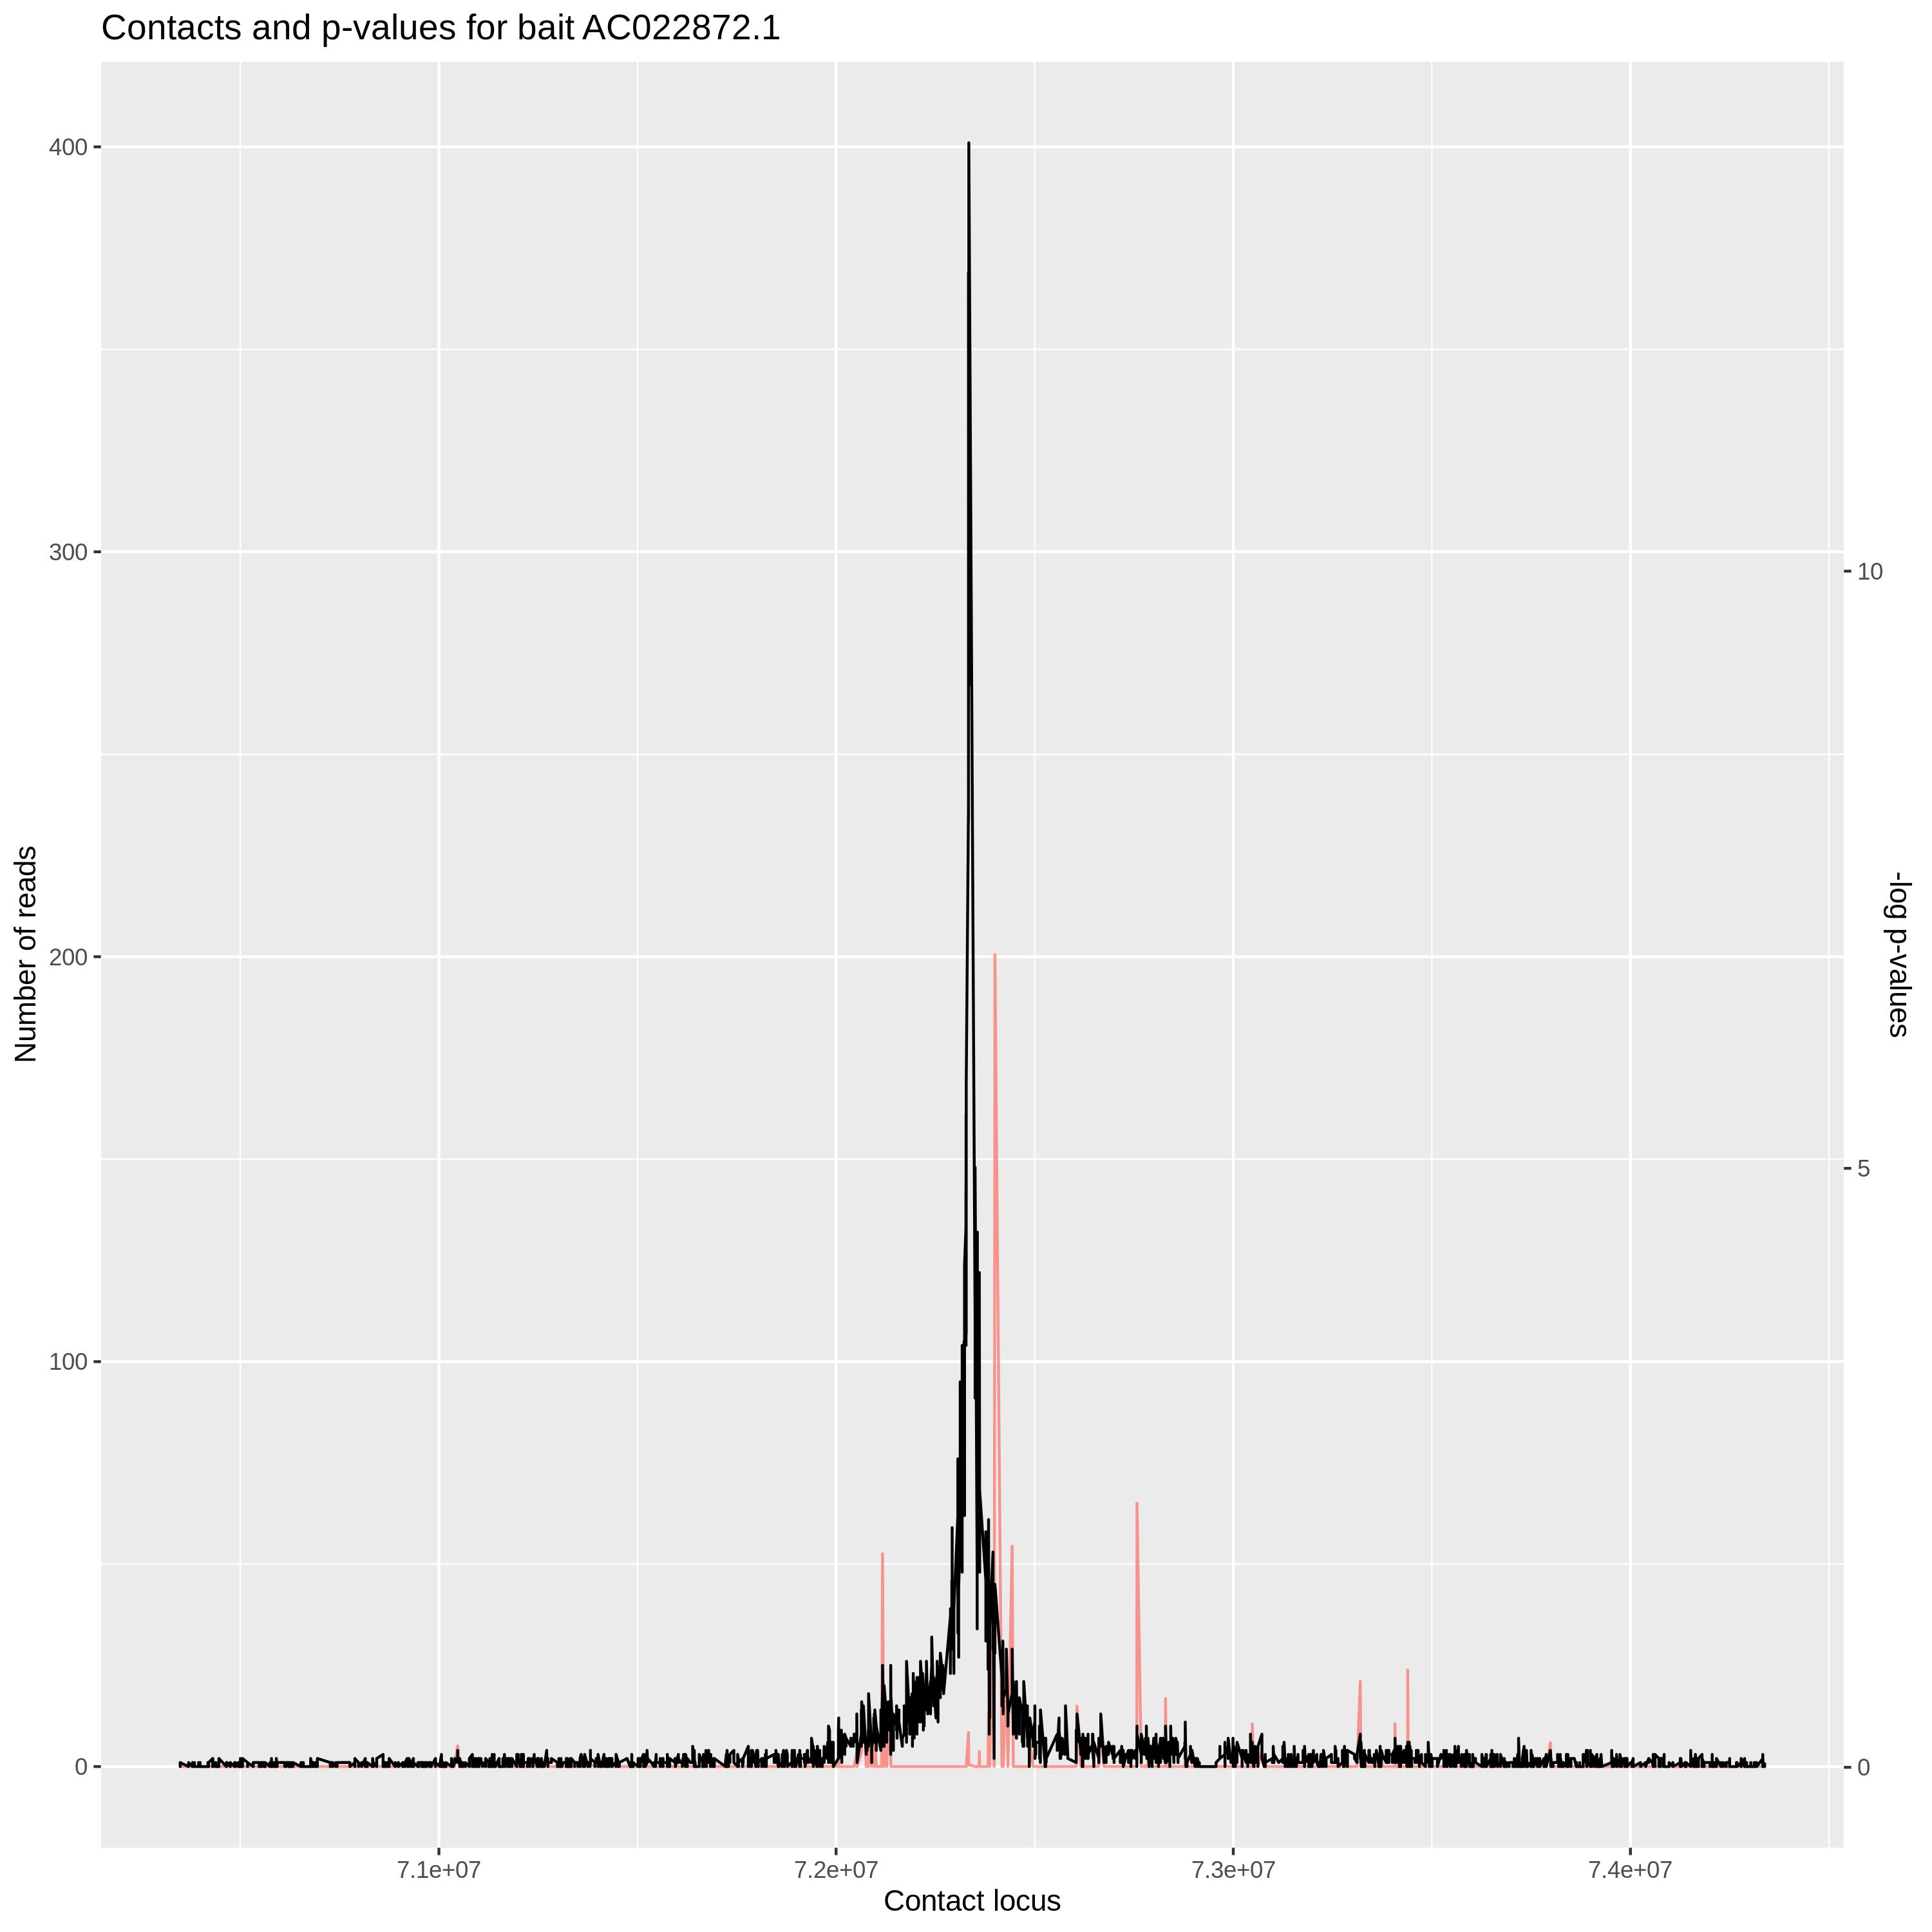 Contacts and p-values for bait AC022872.1
400
300
200
100
0
Number of reads
10
5
0
-log p-values
7.1e+07
7.2e+07
7.3e+07
7.4e+07
Contact locus